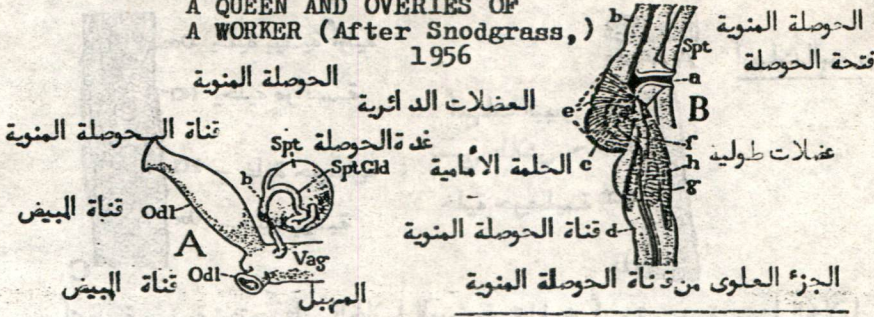 A QUEEN AND OVERIES OF
A WORKER (After Snodgrass,)
1956
الحوصلة المنوية
الحوصلة المنوية
فتحة الحوصلة
العضلات الدائرية
قناة الحوصلة المنوية
غدة الحوصلة
الحلمة الأمامية
عضلات طولية
قناة المبيض
قناة الحوصلة المنوية
قناة المبيض
المهبل
الجزء العلوى من قناة الحوصلة المنوية
A
b
Spt
SptGld
Odl
Odl
Vag
B
b
Spt
a
e
c
f
h
g
d